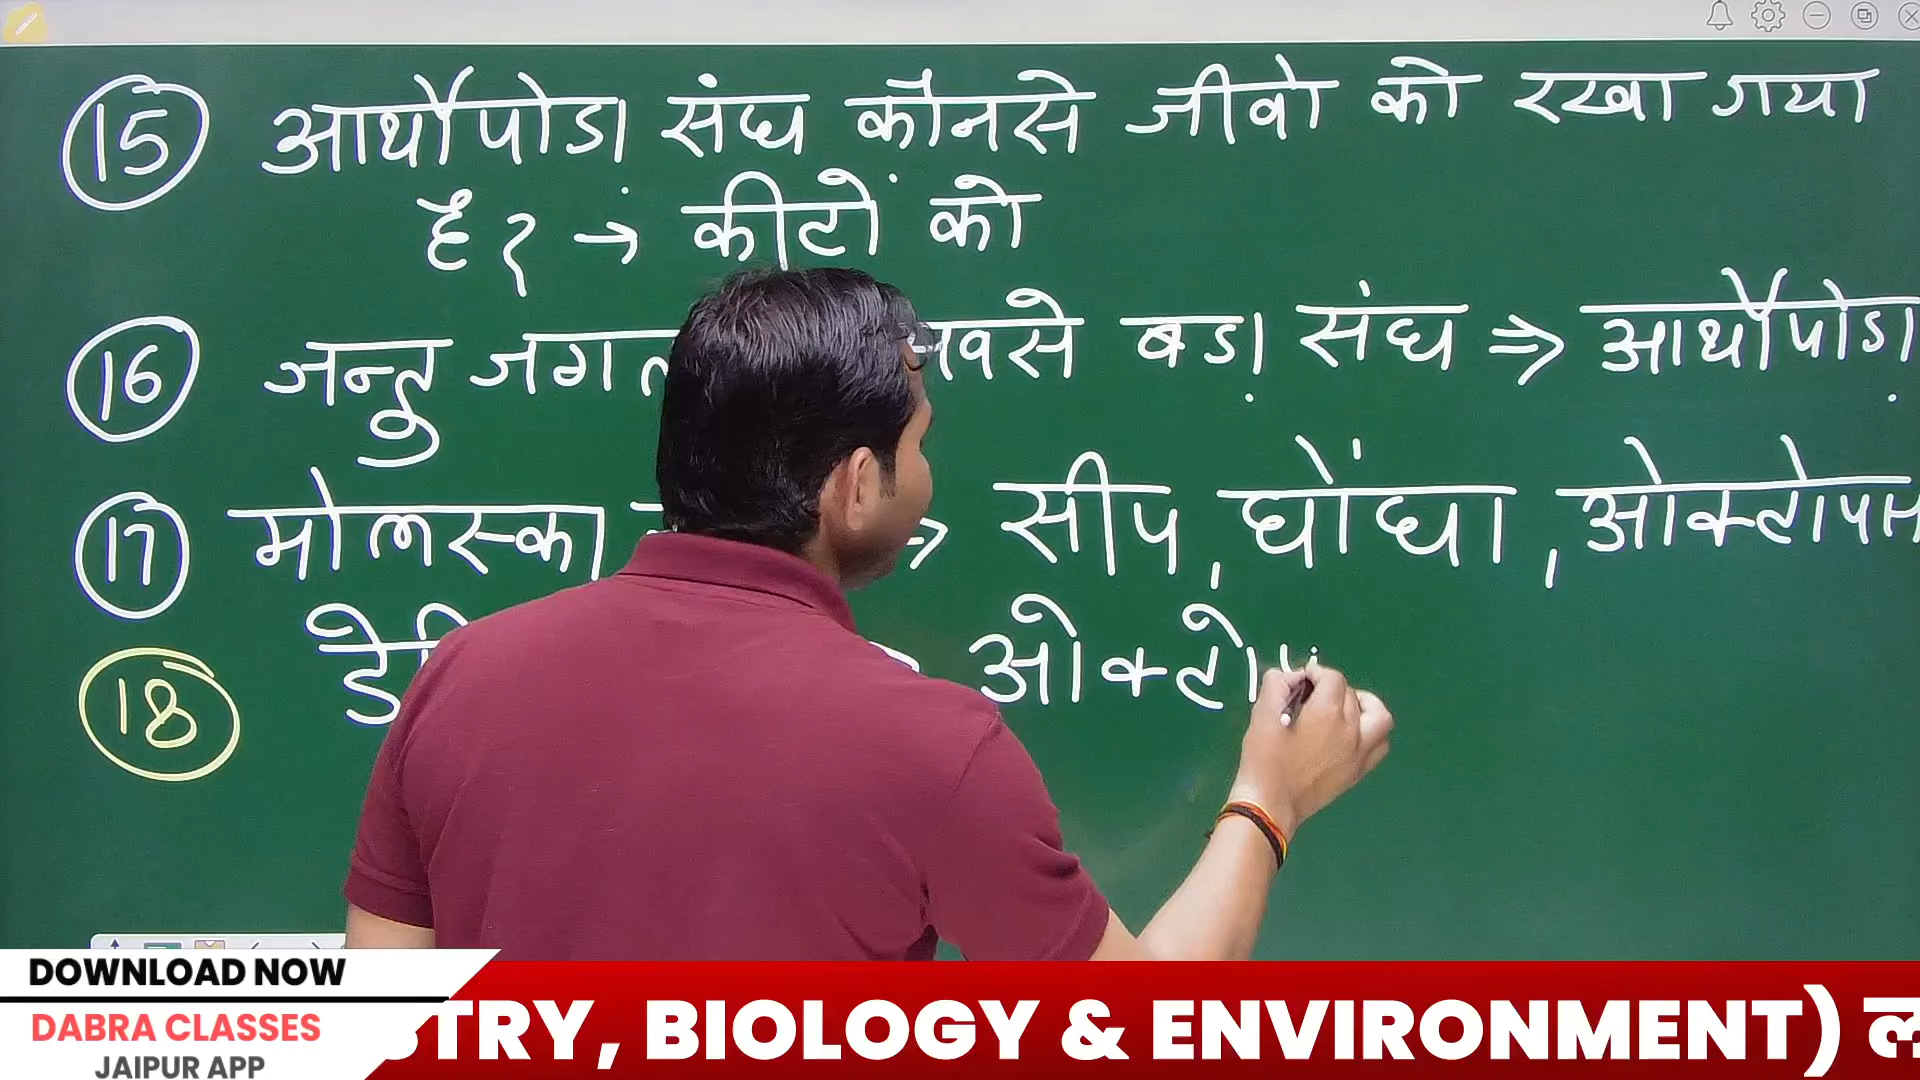 15 आर्थोपोडा संघ कौनसे जीवो को रखा गया
है? → कीटों को
16 जन्तु जगत सबसे बड़ा संघ ⇒ आर्थोपोडा
17 मोलस्का ⇒ सीप, घोंघा, ओक्टोपस
18 ओक्टोप
DOWNLOAD NOW
DABRA CLASSES
JAIPUR APP
STRY, BIOLOGY & ENVIRONMENT) ल